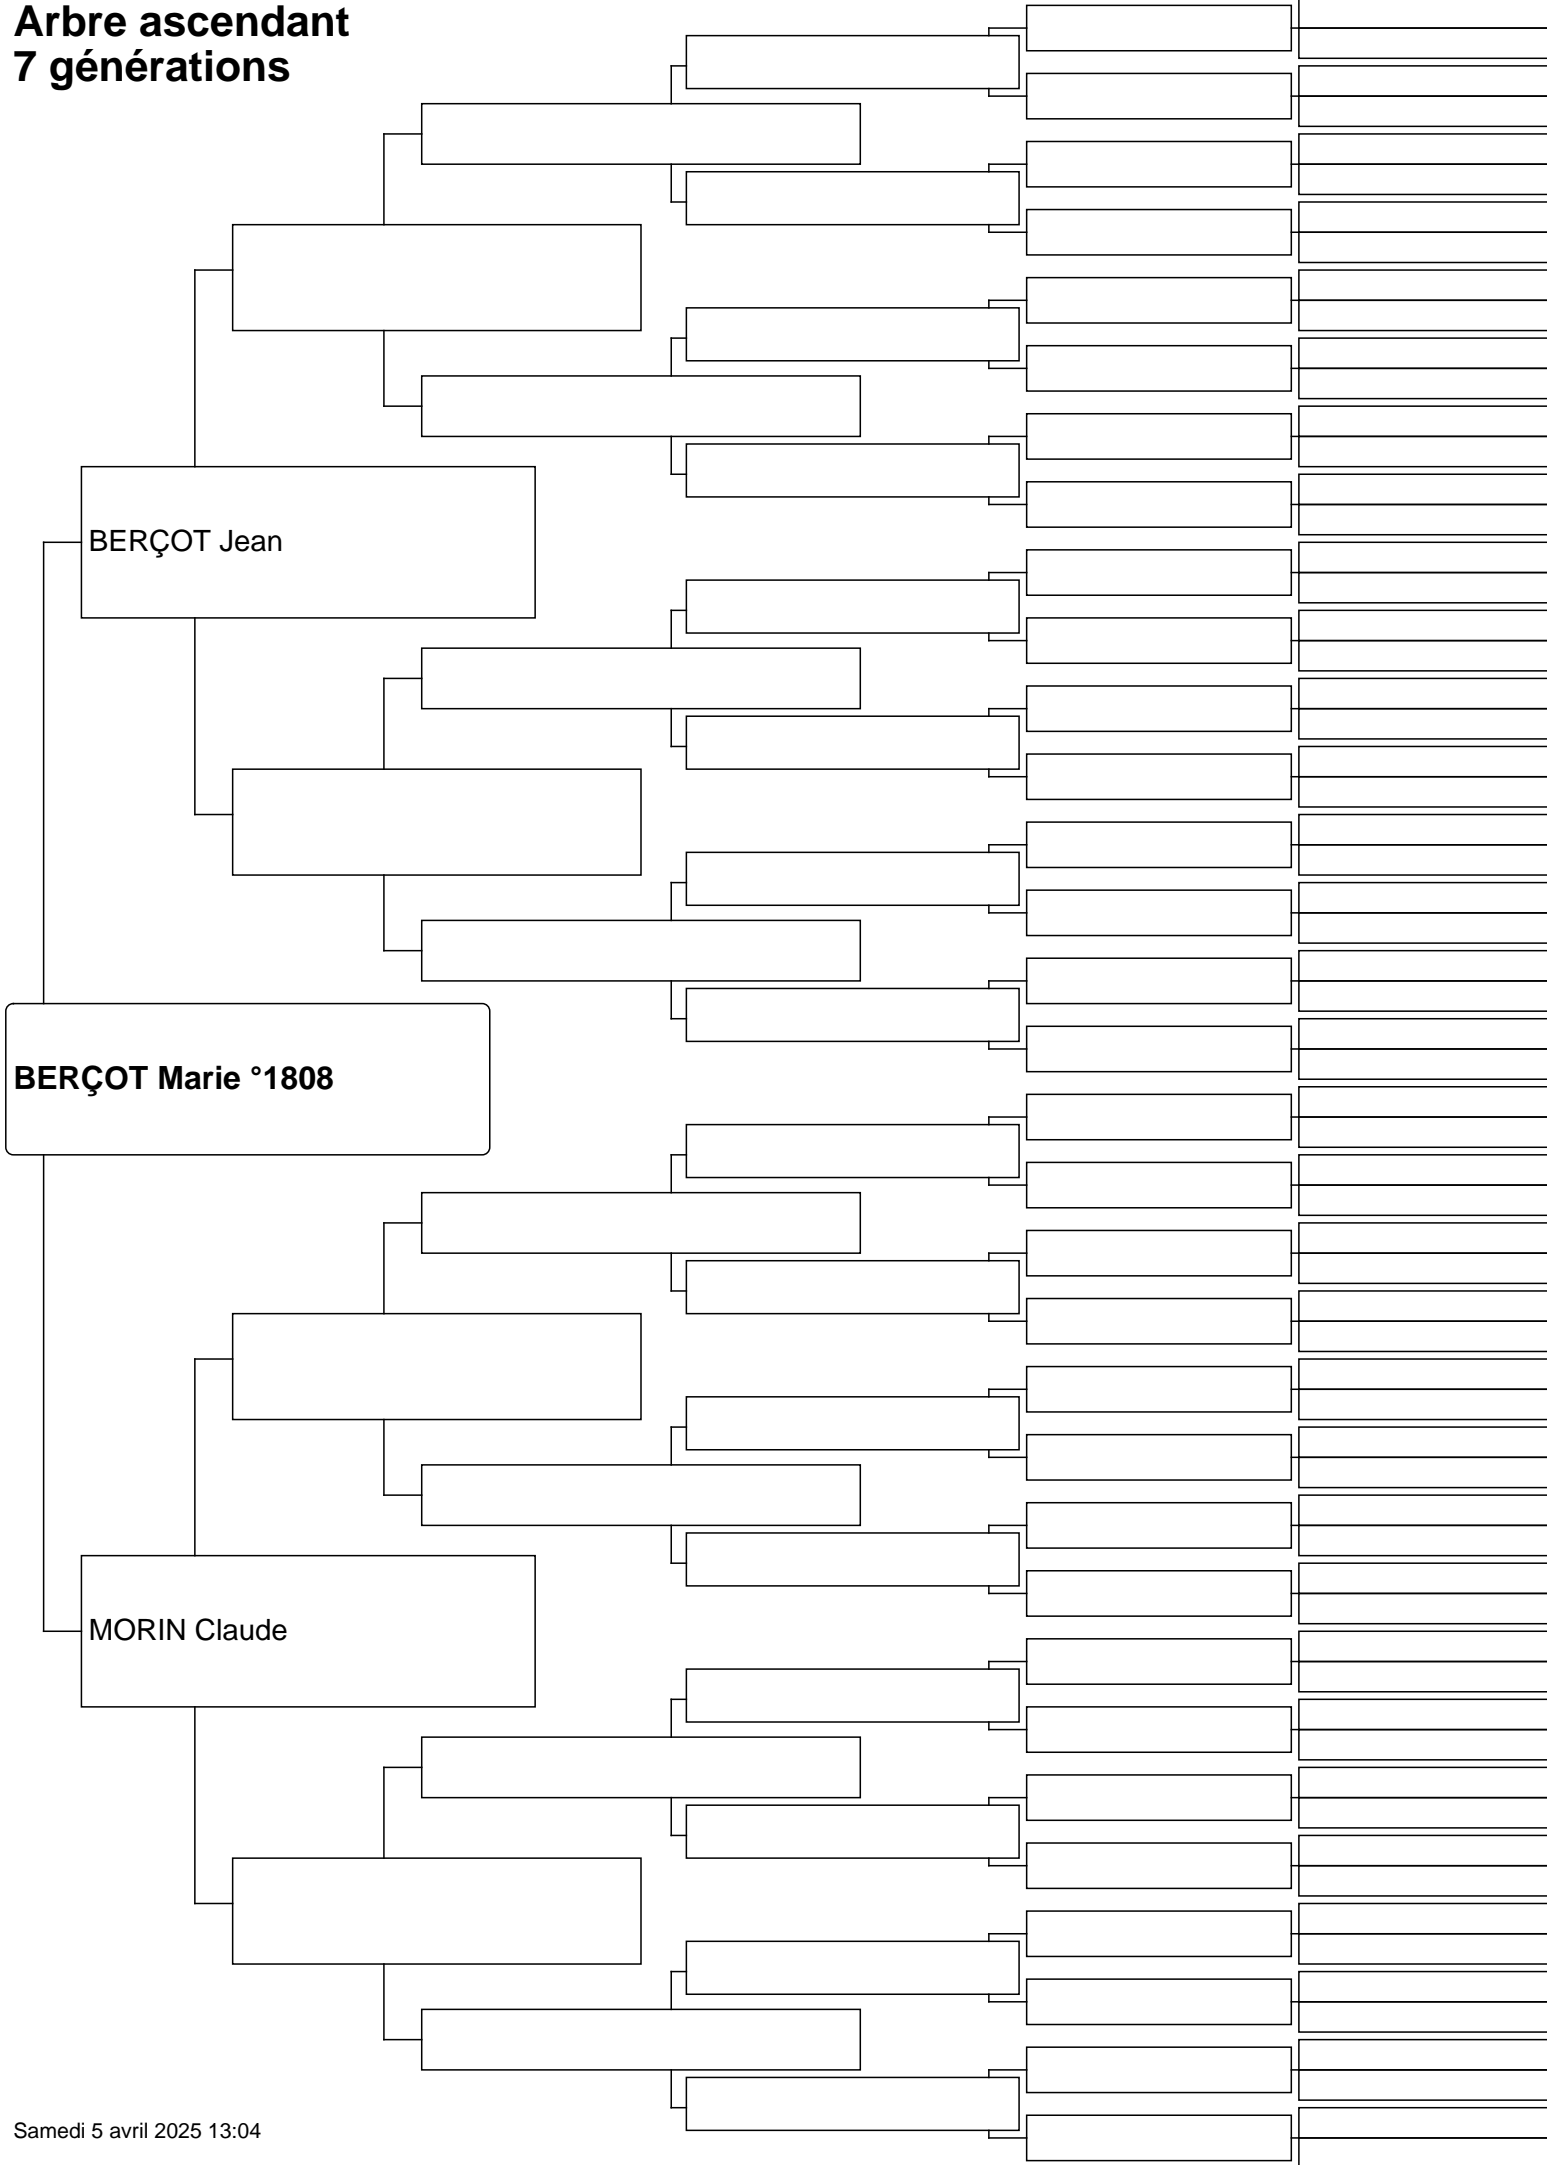 Arbre ascendant
7 générations
BERÇOT Jean
BERÇOT Marie °1808
MORIN Claude
Samedi 5 avril 2025 13:04